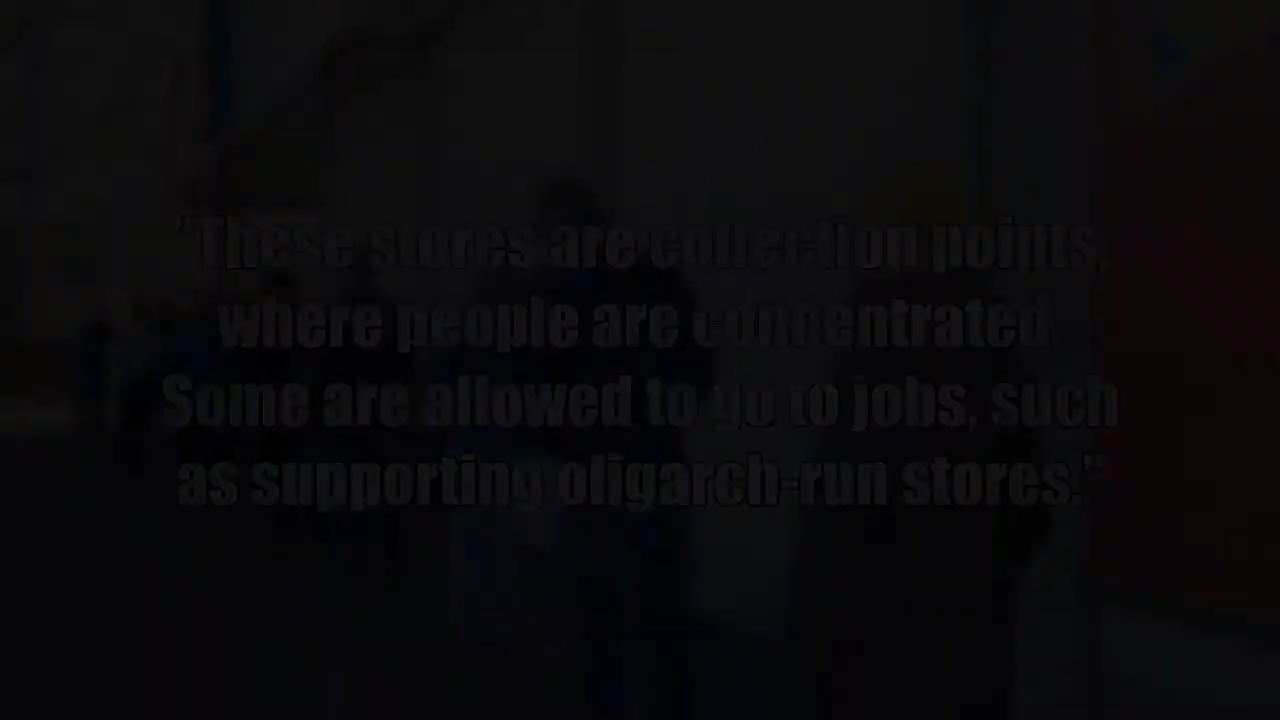 "These stores are collection points,
where people are concentrated
Some are allowed to go to jobs, such
as supporting oligarch-run stores."